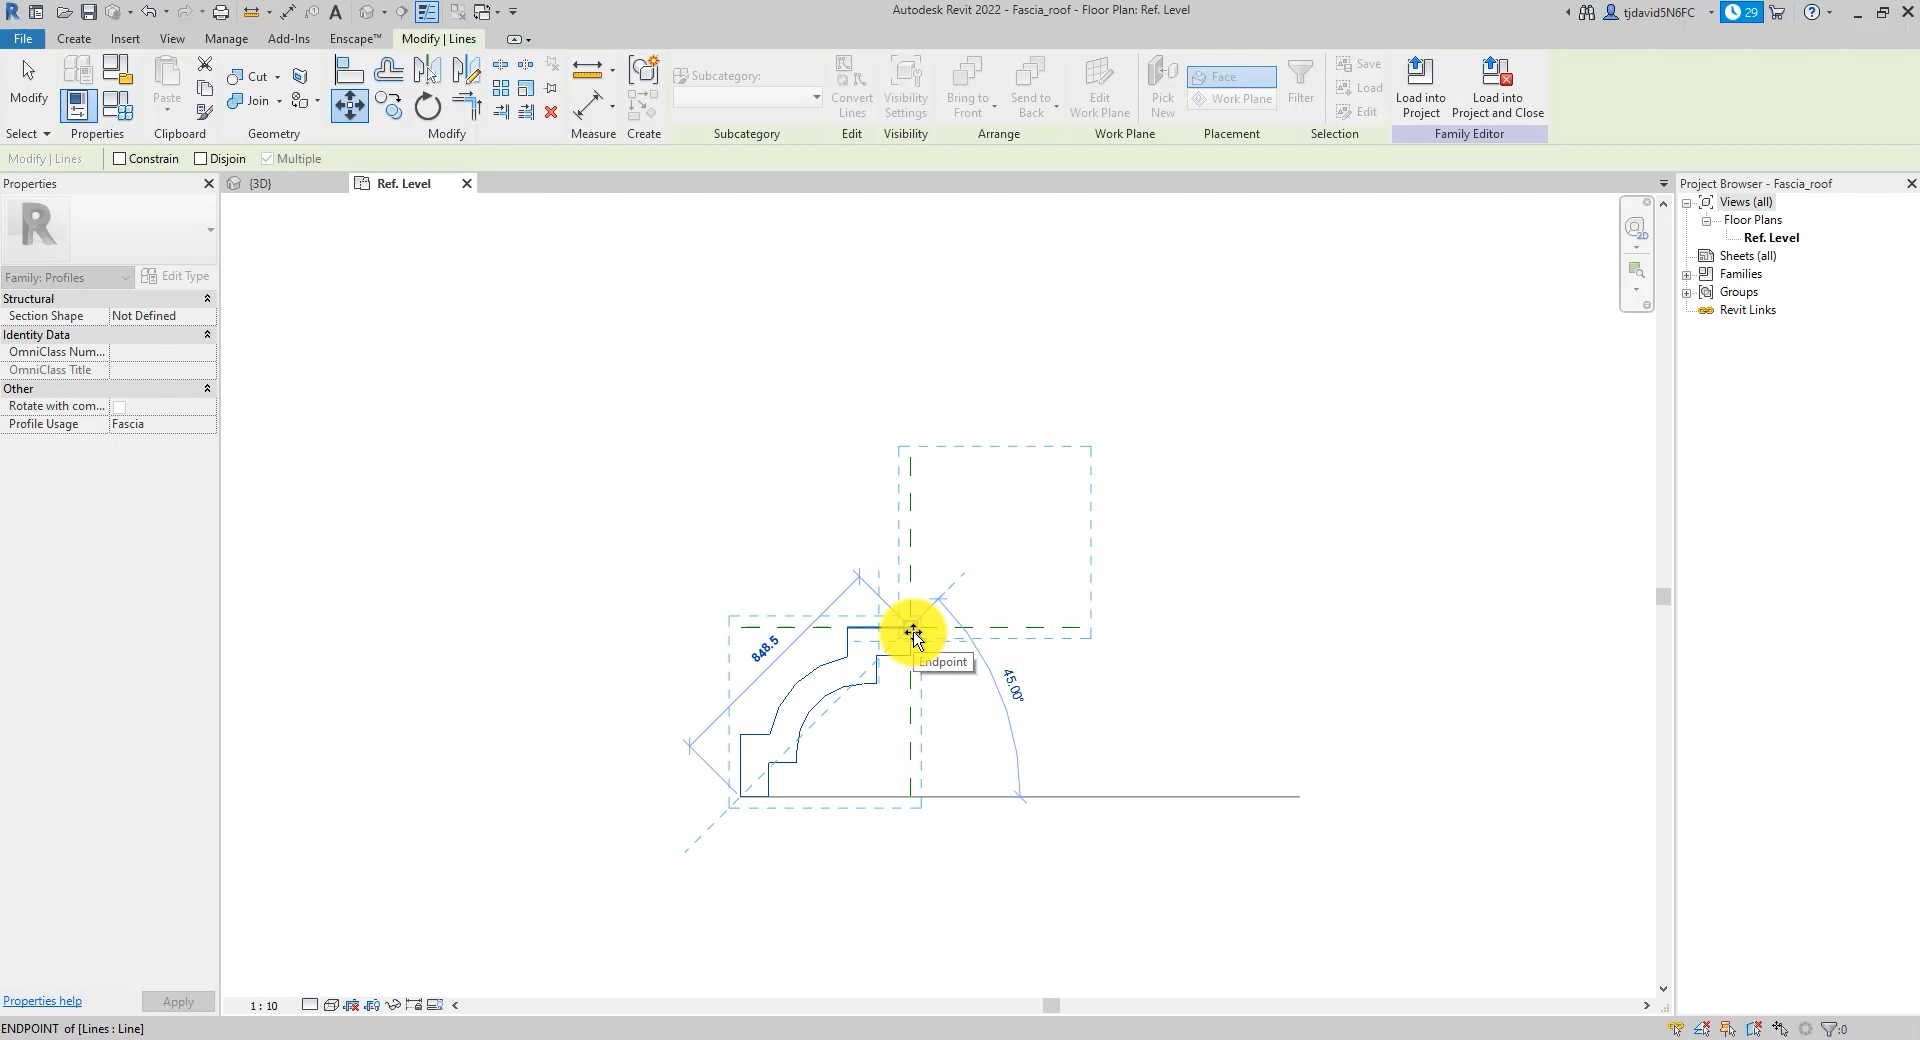 Autodesk Revit 2022 - Fascia_roof - Floor Plan: Ref. Level
tjdavid5N6FC
29
File Create Insert View Manage Add-Ins Enscape™ Modify | Lines
Modify
Paste
Cut
Join
Subcategory:
Convert Lines
Visibility Settings
Bring to Front
Send to Back
Edit Work Plane
Pick New
Face
Work Plane
Filter
Save
Load
Edit
Load into Project
Load into Project and Close
Select Properties Clipboard Geometry Modify Measure Create Subcategory Edit Visibility Arrange Work Plane Placement Selection Family Editor
Modify | Lines Constrain Disjoin Multiple
Properties
{3D}
Ref. Level
Project Browser - Fascia_roof
Views (all)
Floor Plans
Ref. Level
Sheets (all)
Families
Groups
Revit Links
R
Family: Profiles Edit Type
Structural
Section Shape Not Defined
Identity Data
OmniClass Num...
OmniClass Title
Other
Rotate with com...
Profile Usage Fascia
2D
848.5
Endpoint
45.00°
Properties help Apply
1 : 10
ENDPOINT of [Lines : Line]
:0